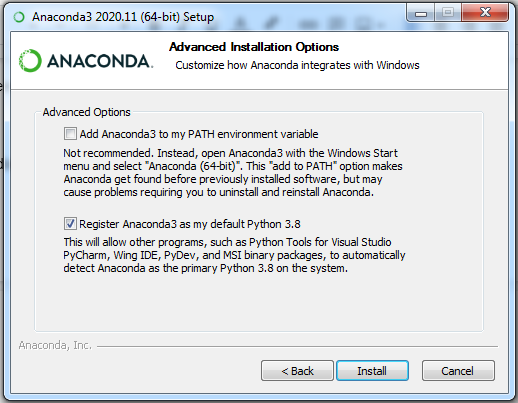 Anaconda3 2020.11 (64-bit) Setup
Advanced Installation Options
Customize how Anaconda integrates with Windows
ANACONDA.
Advanced Options
Add Anaconda3 to my PATH environment variable
Not recommended. Instead, open Anaconda3 with the Windows Start
menu and select "Anaconda (64-bit)". This "add to PATH" option makes
Anaconda get found before previously installed software, but may
cause problems requiring you to uninstall and reinstall Anaconda.
Register Anaconda3 as my default Python 3.8
This will allow other programs, such as Python Tools for Visual Studio
PyCharm, Wing IDE, PyDev, and MSI binary packages, to automatically
detect Anaconda as the primary Python 3.8 on the system.
Anaconda, Inc.
< Back
Install
Cancel